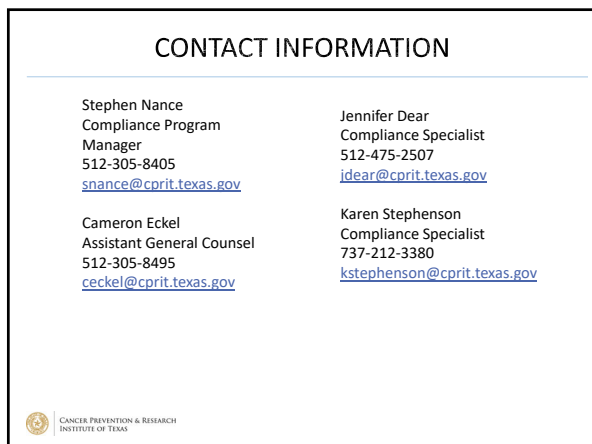 CONTACT INFORMATION
Stephen Nance
Compliance Program
Manager
512-305-8405
snance@cprit.texas.gov
Cameron Eckel
Assistant General Counsel
512-305-8495
ceckel@cprit.texas.gov
Jennifer Dear
Compliance Specialist
512-475-2507
jdear@cprit.texas.gov
Karen Stephenson
Compliance Specialist
737-212-3380
kstephenson@cprit.texas.gov
CANCER PREVENTION & RESEARCH
INSTITUTE OF TEXAS